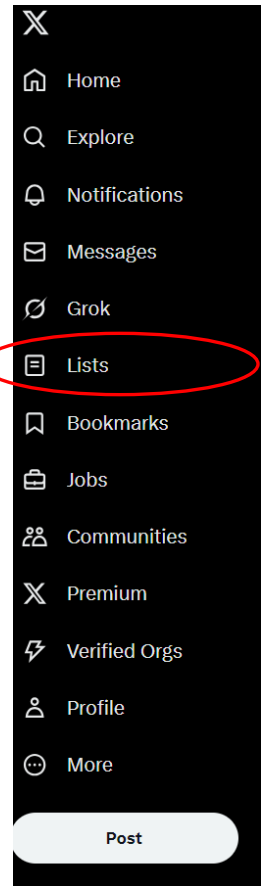 Home
Explore
Notifications
Messages
Grok
Lists
Bookmarks
Jobs
Communities
Premium
Verified Orgs
Profile
More
Post